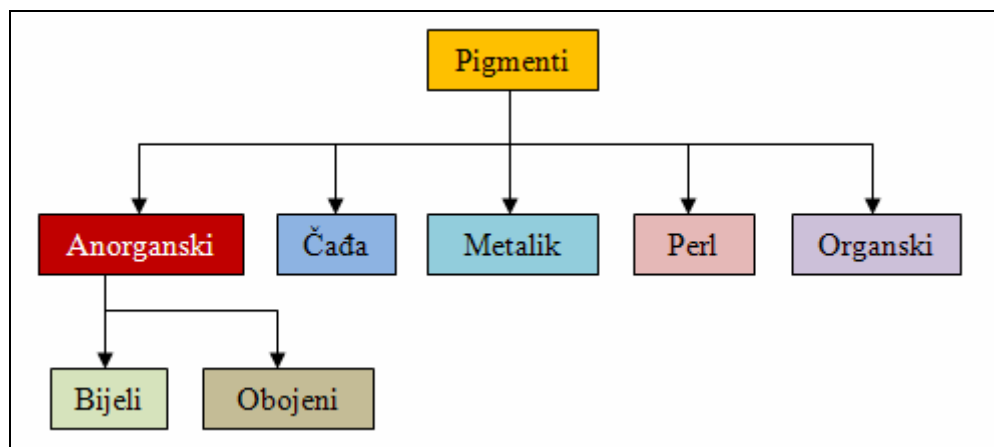 Pigmenti
Anorganski
Čađa
Metalik
Perl
Organski
Bijeli
Obojeni